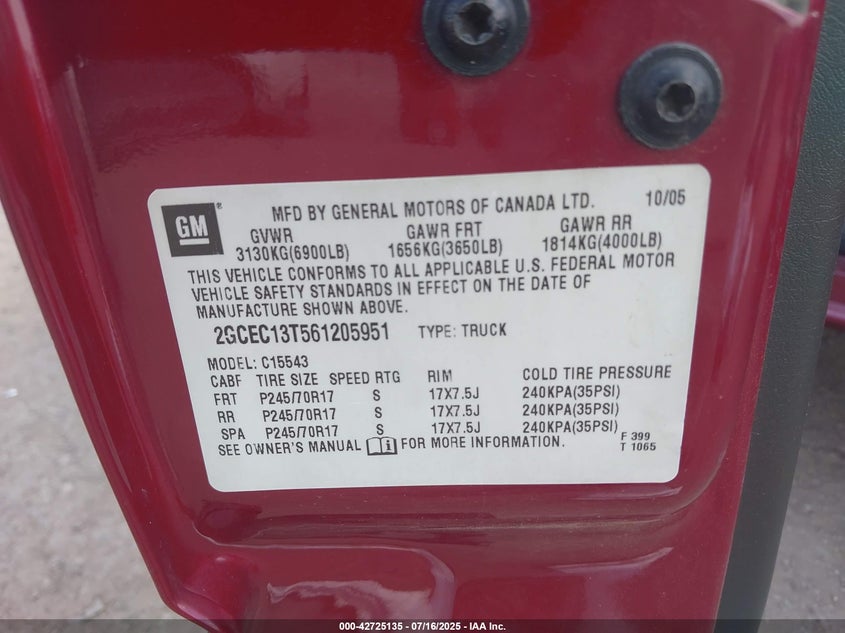 GM ®
MFD BY GENERAL MOTORS OF CANADA LTD. 10/05
GVWR GAWR FRT GAWR RR
3130KG(6900LB) 1656KG(3650LB) 1814KG(4000LB)
THIS VEHICLE CONFORMS TO ALL APPLICABLE U.S. FEDERAL MOTOR
VEHICLE SAFETY STANDARDS IN EFFECT ON THE DATE OF
MANUFACTURE SHOWN ABOVE.
2GCEC13T561205951 TYPE: TRUCK
MODEL: C15543
CABF TIRE SIZE SPEED RTG RIM COLD TIRE PRESSURE
FRT P245/70R17 S 17X7.5J 240KPA(35PSI)
RR P245/70R17 S 17X7.5J 240KPA(35PSI)
SPA P245/70R17 S 17X7.5J 240KPA(35PSI)
SEE OWNER'S MANUAL FOR MORE INFORMATION.
F 399
T 1065
000-42725135 - 07/16/2025 - IAA Inc.